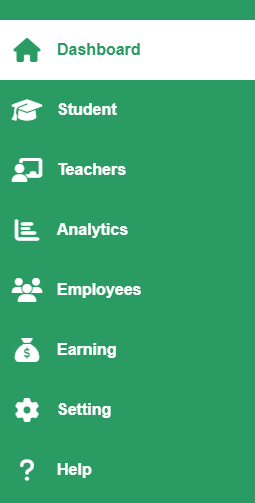 Dashboard
Student
Teachers
Analytics
Employees
Earning
Setting
Help